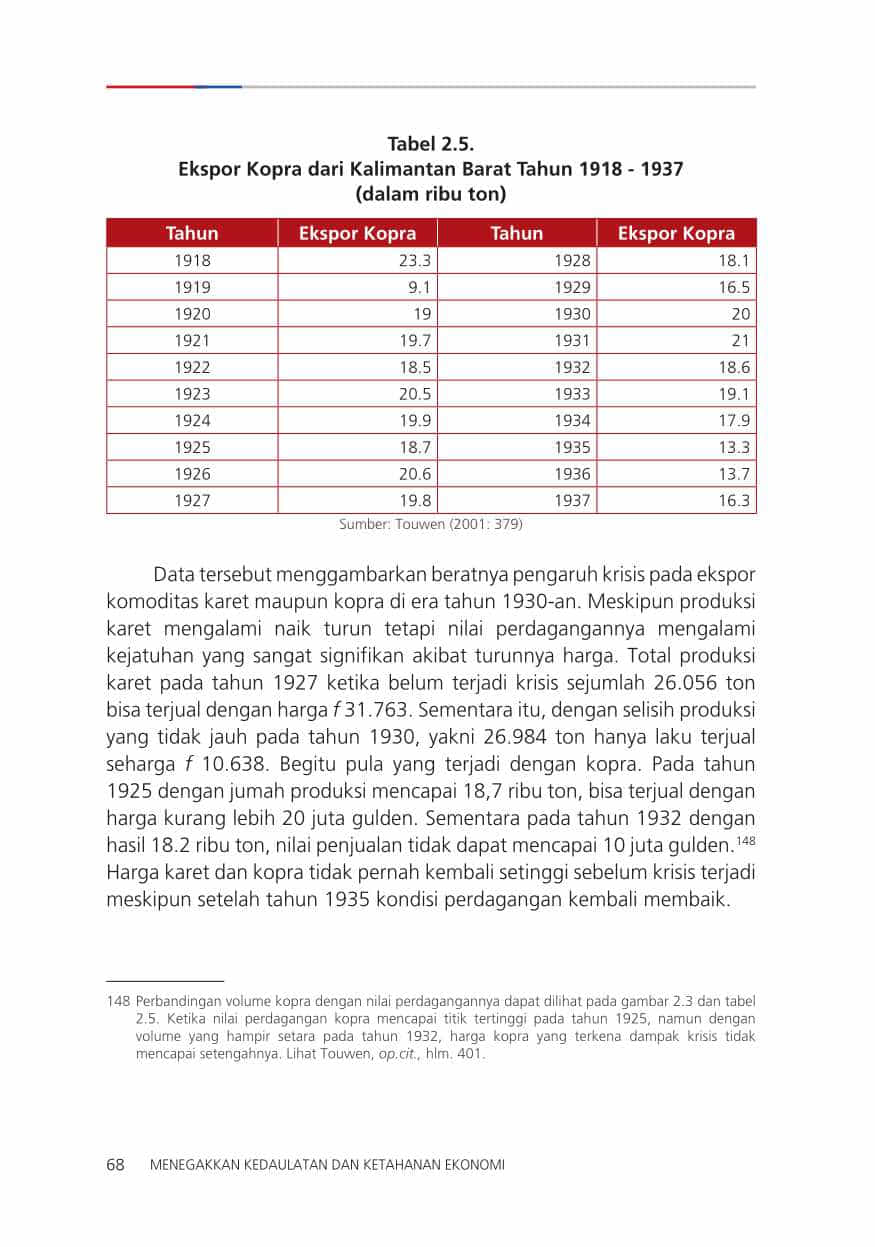 Tabel 2.5.
Ekspor Kopra dari Kalimantan Barat Tahun 1918 - 1937
(dalam ribu ton)
Tahun Ekspor Kopra Tahun Ekspor Kopra
1918 23.3 1928 18.1
1919 9.1 1929 16.5
1920 19 1930 20
1921 19.7 1931 21
1922 18.5 1932 18.6
1923 20.5 1933 19.1
1924 19.9 1934 17.9
1925 18.7 1935 13.3
1926 20.6 1936 13.7
1927 19.8 1937 16.3
Sumber: Touwen (2001: 379)
Data tersebut menggambarkan beratnya pengaruh krisis pada ekspor
komoditas karet maupun kopra di era tahun 1930-an. Meskipun produksi
karet mengalami naik turun tetapi nilai perdagangannya mengalami
kejatuhan yang sangat signifikan akibat turunnya harga. Total produksi
karet pada tahun 1927 ketika belum terjadi krisis sejumlah 26.056 ton
bisa terjual dengan harga f 31.763. Sementara itu, dengan selisih produksi
yang tidak jauh pada tahun 1930, yakni 26.984 ton hanya laku terjual
seharga f 10.638. Begitu pula yang terjadi dengan kopra. Pada tahun
1925 dengan jumah produksi mencapai 18,7 ribu ton, bisa terjual dengan
harga kurang lebih 20 juta gulden. Sementara pada tahun 1932 dengan
hasil 18.2 ribu ton, nilai penjualan tidak dapat mencapai 10 juta gulden.148
Harga karet dan kopra tidak pernah kembali setinggi sebelum krisis terjadi
meskipun setelah tahun 1935 kondisi perdagangan kembali membaik.
148 Perbandingan volume kopra dengan nilai perdagangannya dapat dilihat pada gambar 2.3 dan tabel
2.5. Ketika nilai perdagangan kopra mencapai titik tertinggi pada tahun 1925, namun dengan
volume yang hampir setara pada tahun 1932, harga kopra yang terkena dampak krisis tidak
mencapai setengahnya. Lihat Touwen, op.cit., hlm. 401.
68 MENEGAKKAN KEDAULATAN DAN KETAHANAN EKONOMI